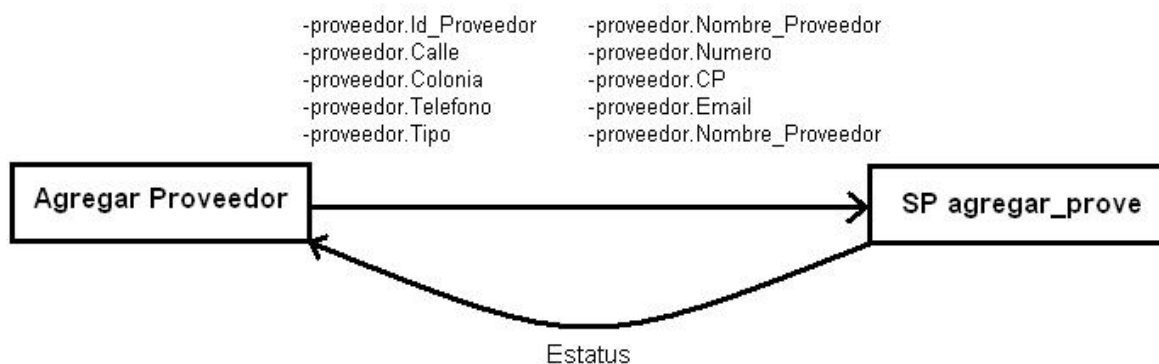 -proveedor.Id_Proveedor -proveedor.Nombre_Proveedor
-proveedor.Calle -proveedor.Numero
-proveedor.Colonia -proveedor.CP
-proveedor.Telefono -proveedor.Email
-proveedor.Tipo -proveedor.Nombre_Proveedor
Agregar Proveedor
SP agregar_prove
Estatus